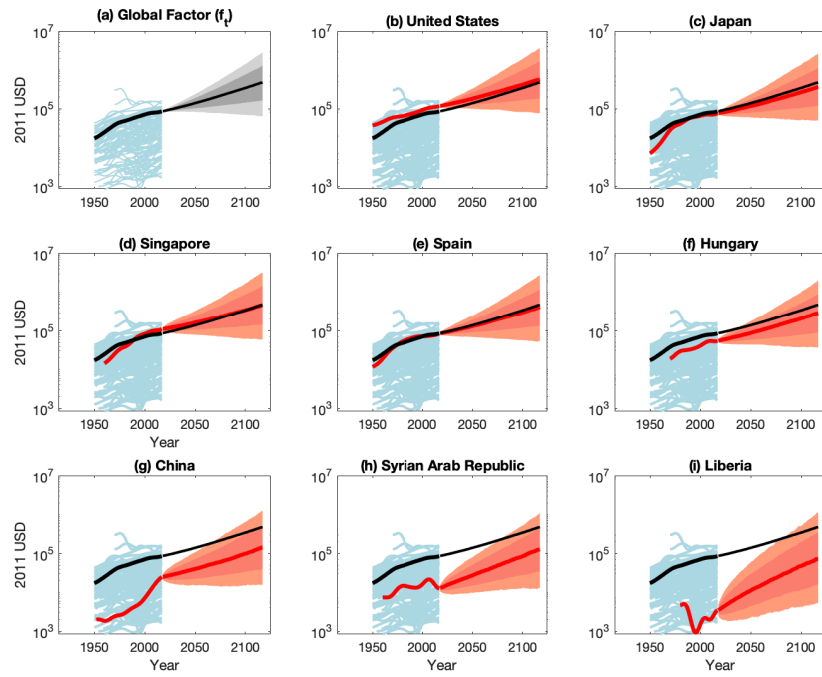 (a) Global Factor (f_t)
(b) United States
(c) Japan
10^7
10^7
10^7
2011 USD
10^5
10^5
10^5
10^3
10^3
10^3
1950 2000 2050 2100
1950 2000 2050 2100
1950 2000 2050 2100
(d) Singapore
(e) Spain
(f) Hungary
10^7
10^7
10^7
2011 USD
10^5
10^5
10^5
10^3
10^3
10^3
1950 2000 2050 2100
1950 2000 2050 2100
1950 2000 2050 2100
Year
(g) China
(h) Syrian Arab Republic
(i) Liberia
10^7
10^7
10^7
2011 USD
10^5
10^5
10^5
10^3
10^3
10^3
1950 2000 2050 2100
1950 2000 2050 2100
1950 2000 2050 2100
Year
Year
Year